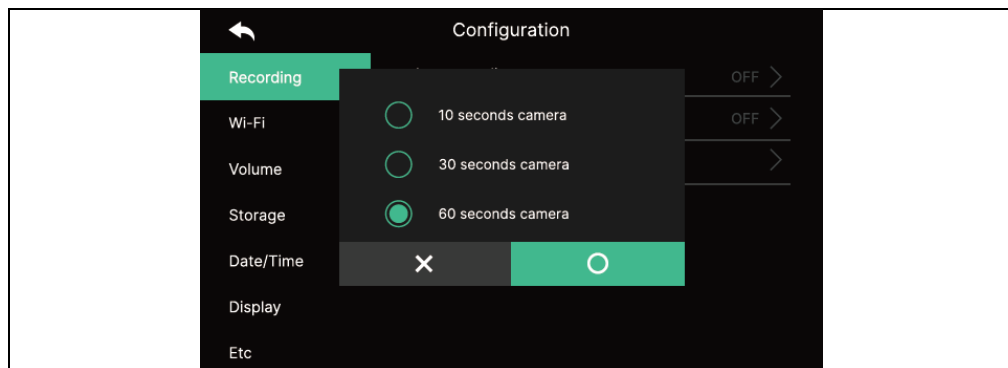 Configuration
Recording
OFF
Wi-Fi
OFF
10 seconds camera
Volume
30 seconds camera
Storage
60 seconds camera
Date/Time
Display
Etc